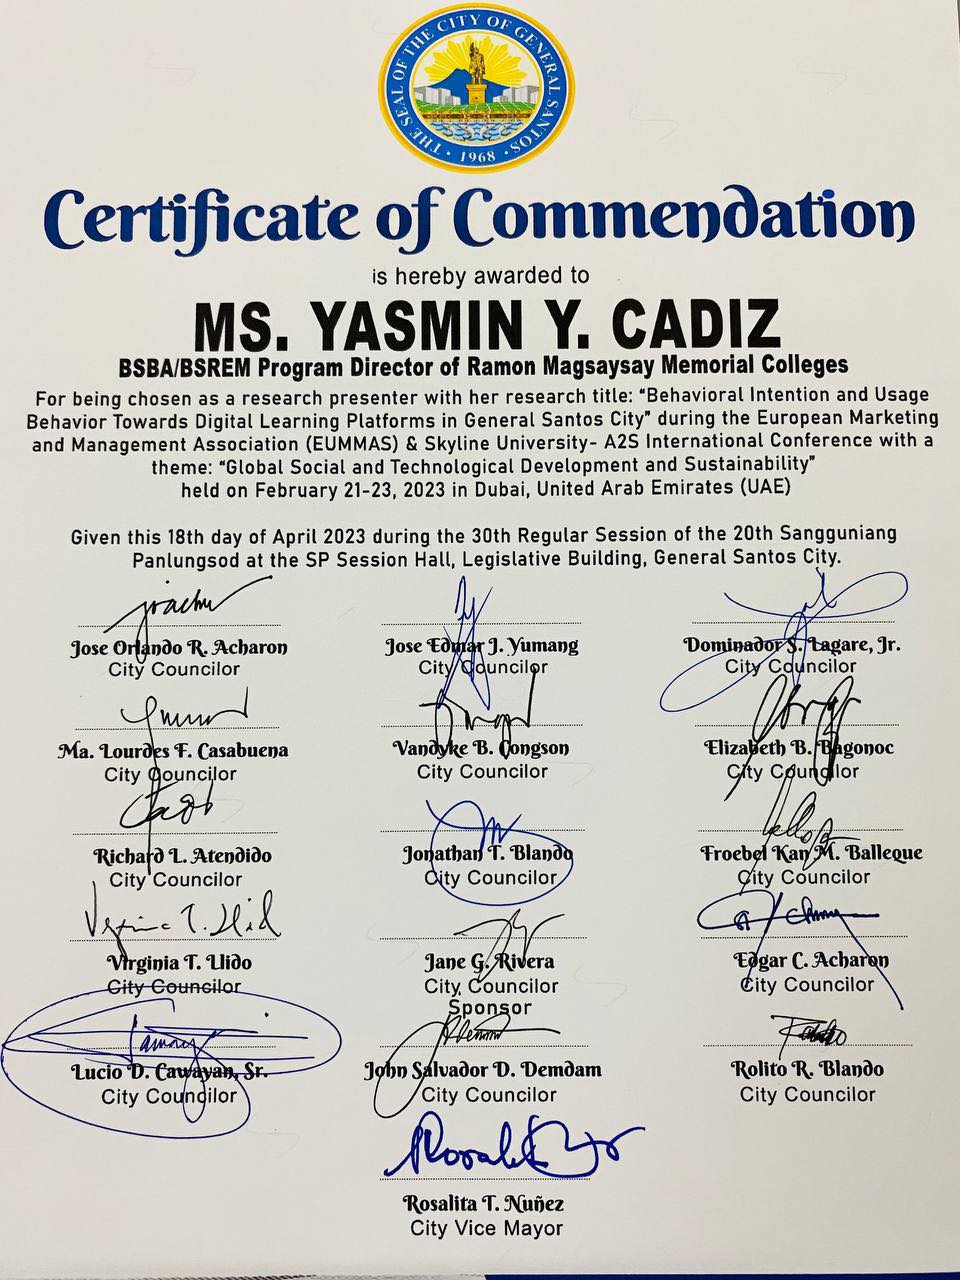 THE SEAL OF THE CITY OF GENERAL SANTOS
1968
Certificate of Commendation
is hereby awarded to
MS. YASMIN Y. CADIZ
BSBA/BSREM Program Director of Ramon Magsaysay Memorial Colleges
For being chosen as a research presenter with her research title: “Behavioral Intention and Usage
Behavior Towards Digital Learning Platforms in General Santos City” during the European Marketing
and Management Association (EUMMAS) & Skyline University- A2S International Conference with a
theme: “Global Social and Technological Development and Sustainability”
held on February 21-23, 2023 in Dubai, United Arab Emirates (UAE)
Given this 18th day of April 2023 during the 30th Regular Session of the 20th Sangguniang
Panlungsod at the SP Session Hall, Legislative Building, General Santos City.
Jose Orlando R. Acharon
City Councilor
Jose Edmar J. Yumang
City Councilor
Dominador S. Lagare, Jr.
City Councilor
Ma. Lourdes F. Casabuena
City Councilor
Vandyke B. Congson
City Councilor
Elizabeth B. Bagonoc
City Councilor
Richard L. Atendido
City Councilor
Jonathan T. Blando
City Councilor
Froebel Kan M. Balleque
City Councilor
Virginia T. Llido
Virginia T. Llido
City Councilor
Jane G. Rivera
City Councilor
Sponsor
Edgar C. Acharon
City Councilor
Lucio D. Cawayan, Sr.
City Councilor
John Salvador D. Demdam
City Councilor
Rolito R. Blando
City Councilor
Rosalita T. Nuñez
City Vice Mayor